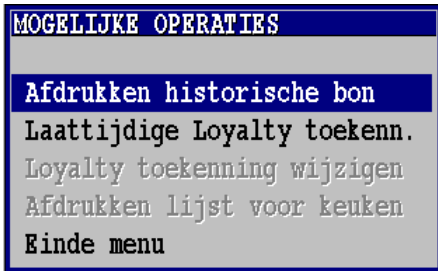 MOGELIJKE OPERATIES
Afdrukken historische bon
Laattijdige Loyalty toekenn.
Loyalty toekenning wijzigen
Afdrukken lijst voor keuken
Einde menu